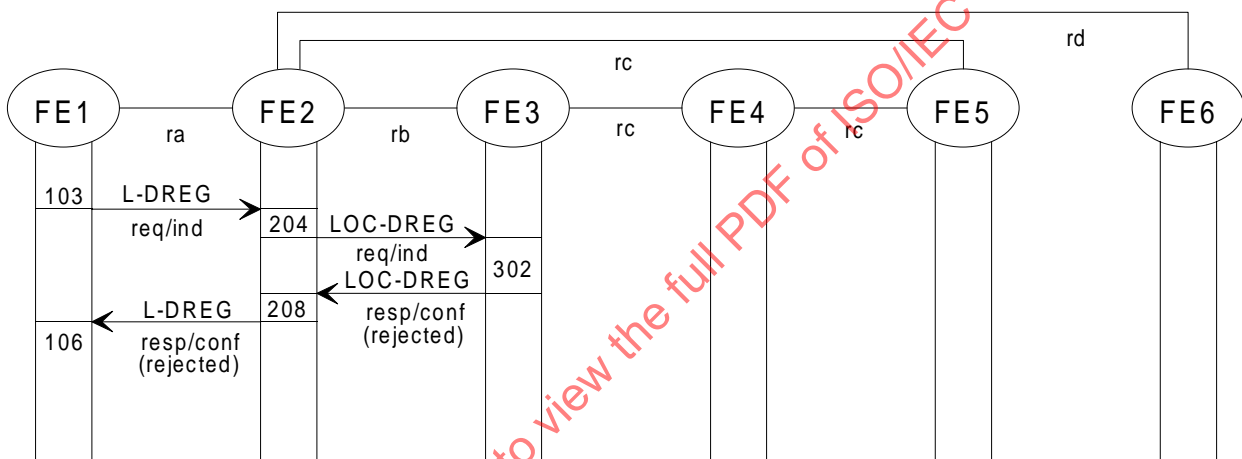 rd
rc
FE1
FE2
FE3
FE4
FE5
FE6
ra
rb
rc
rc
103
L-DREG
req/ind
204
LOC-DREG
req/ind
302
LOC-DREG
resp/conf
(rejected)
208
L-DREG
resp/conf
(rejected)
106
to view the full PDF of ISO/IEC